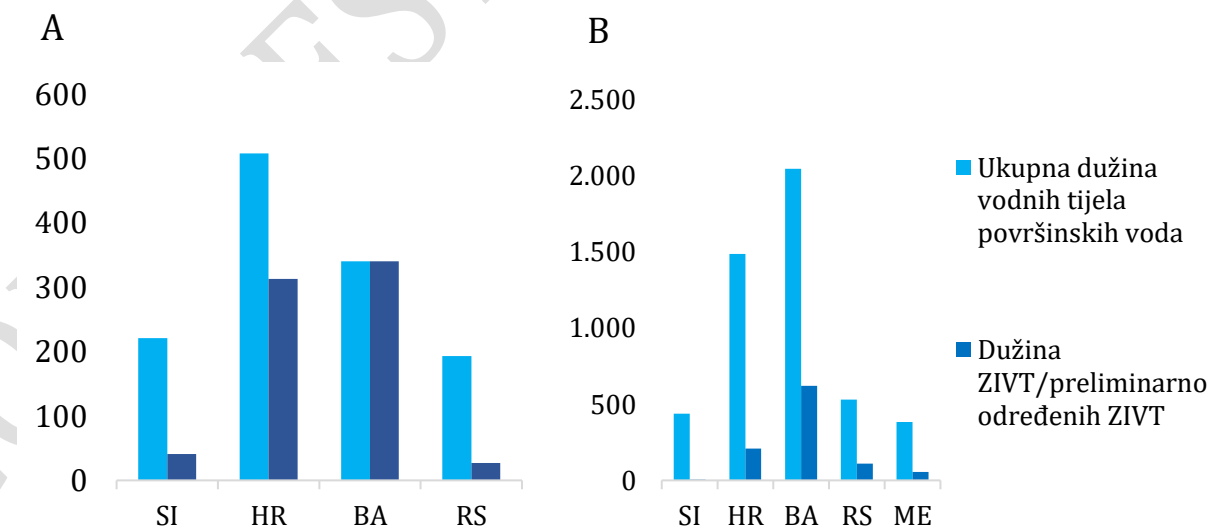 A
600
500
400
300
200
100
0
SI HR BA RS
B
2.500
2.000
1.500
1.000
500
0
SI HR BA RS ME
Ukupna dužina
vodnih tijela
površinskih voda
Dužina
ZIVT/preliminarno
određenih ZIVT